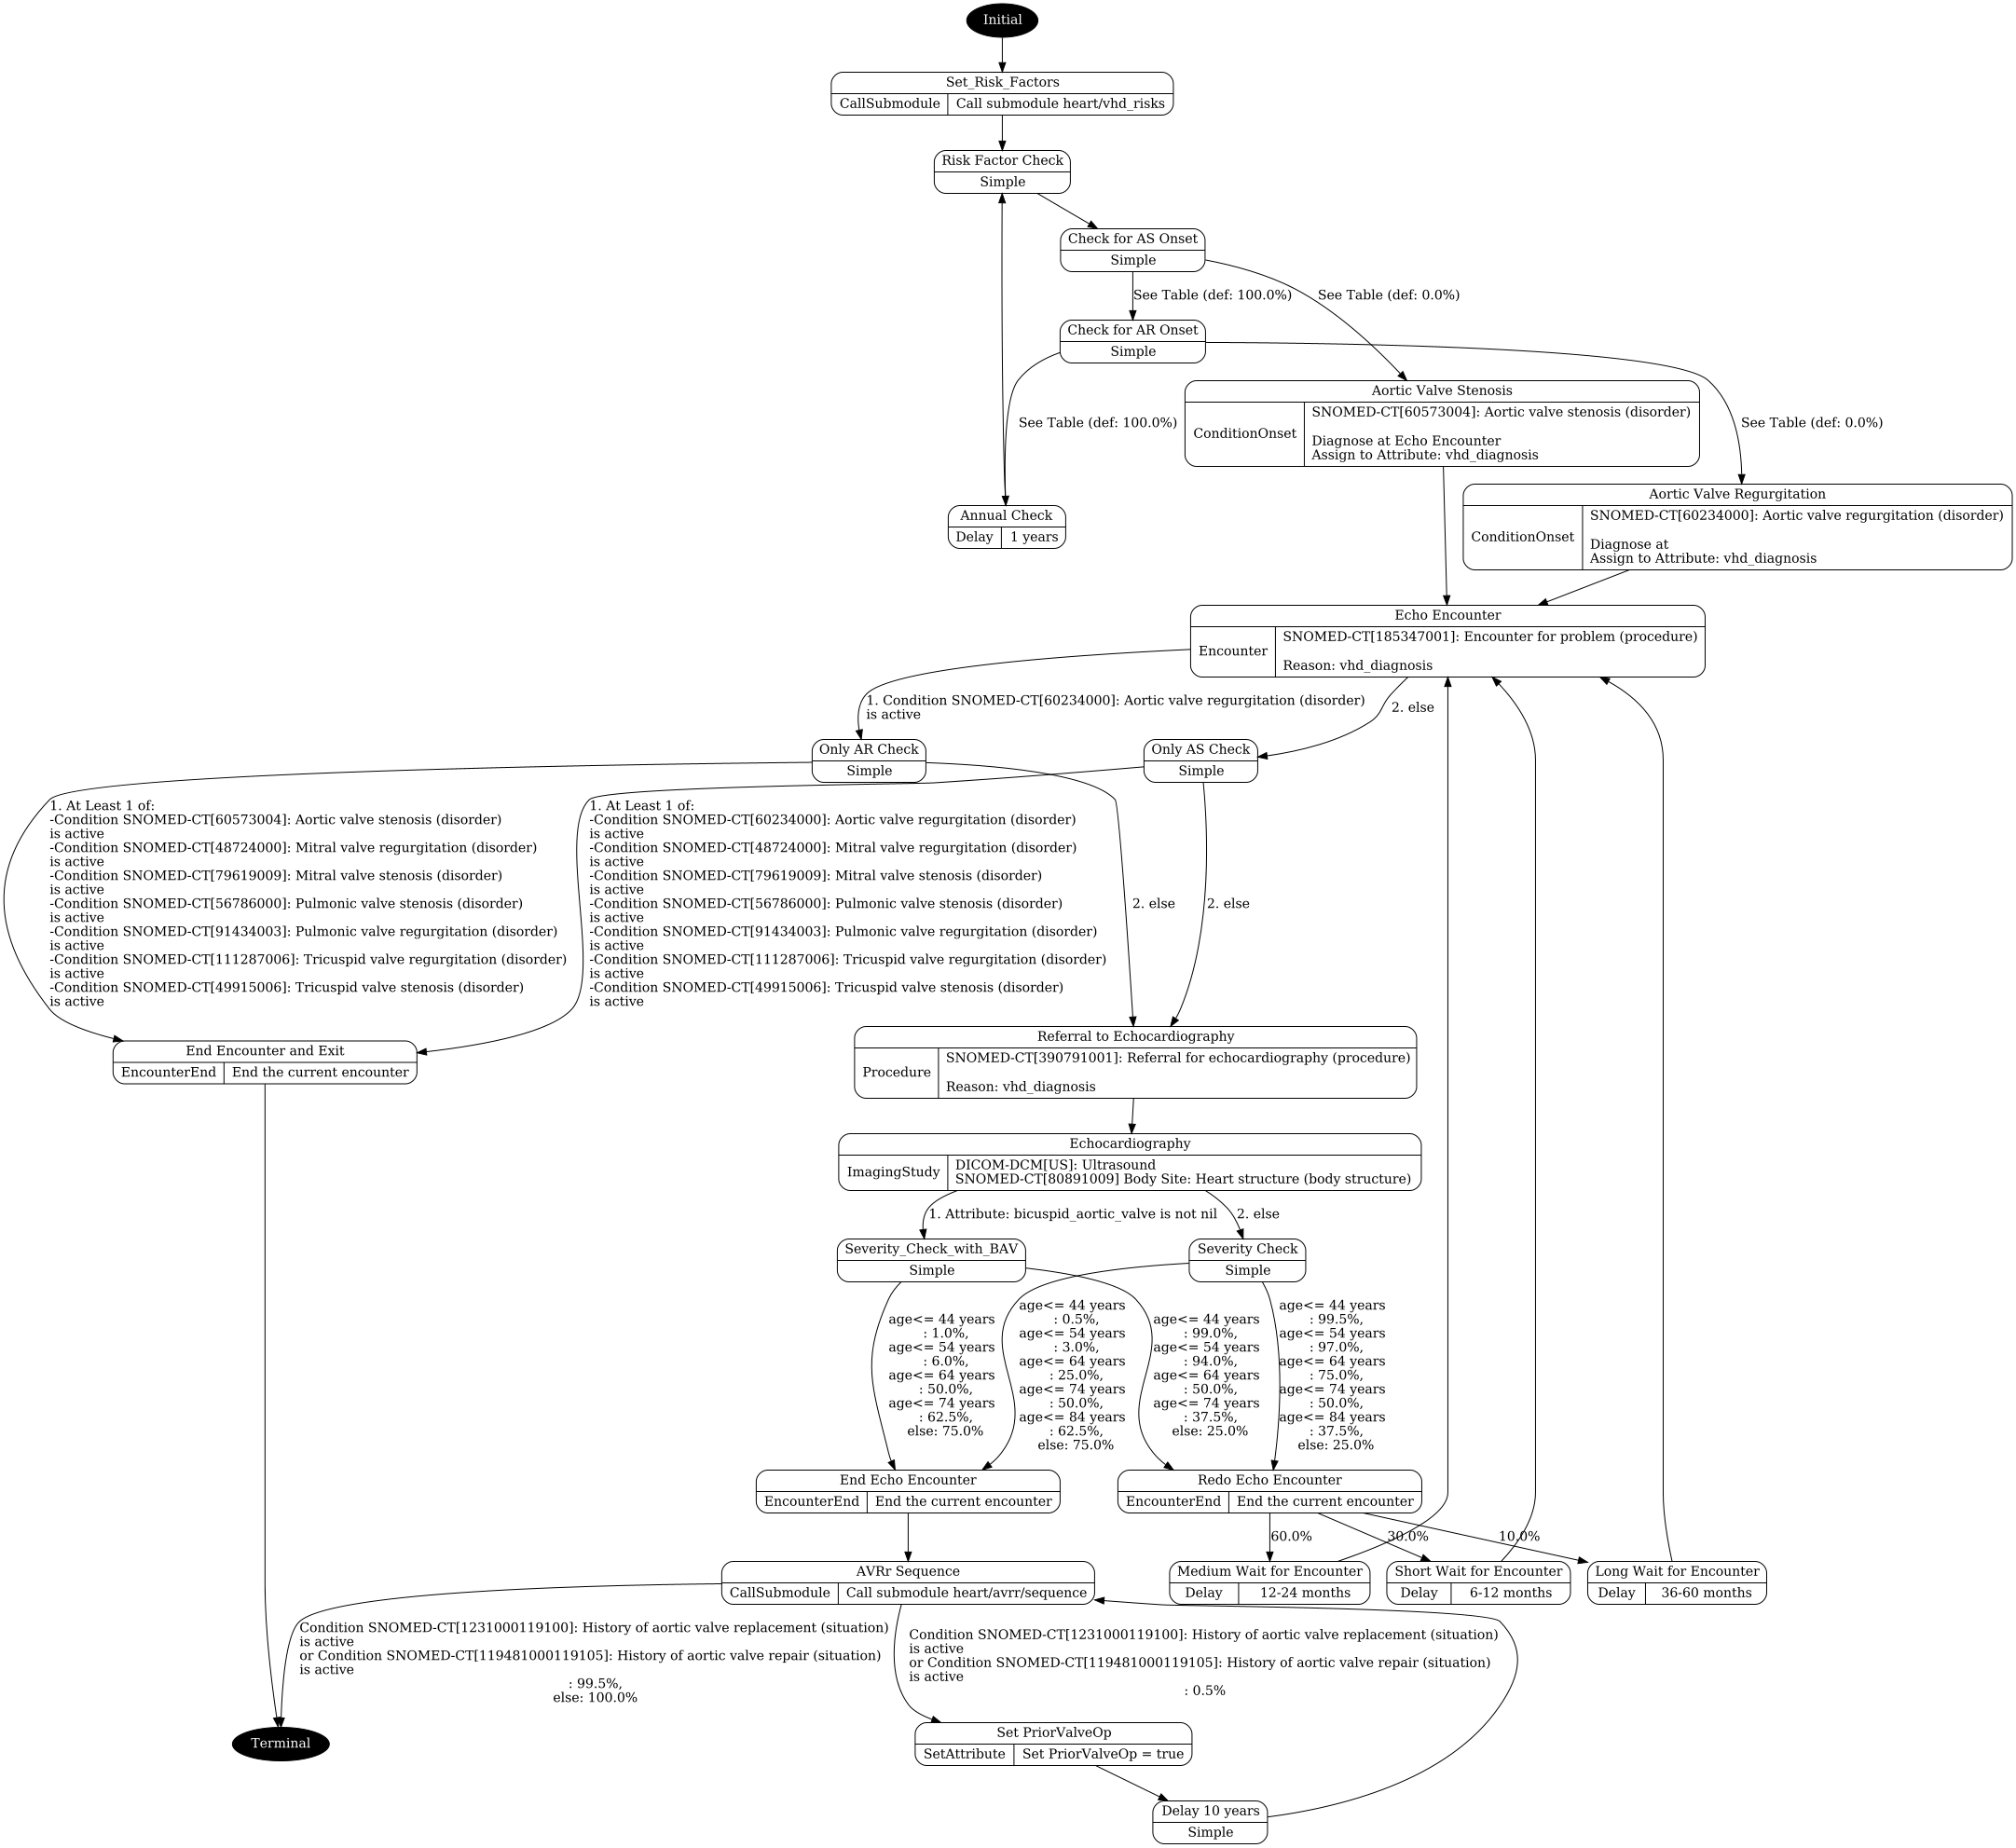 Initial
Set_Risk_Factors
CallSubmodule
Call submodule heart/vhd_risks
Risk Factor Check
Simple
Check for AS Onset
Simple
See Table (def: 100.0%)
See Table (def: 0.0%)
Check for AR Onset
Simple
See Table (def: 100.0%)
See Table (def: 0.0%)
Aortic Valve Stenosis
ConditionOnset
SNOMED-CT[60573004]: Aortic valve stenosis (disorder)
Diagnose at Echo Encounter
Assign to Attribute: vhd_diagnosis
Aortic Valve Regurgitation
ConditionOnset
SNOMED-CT[60234000]: Aortic valve regurgitation (disorder)
Diagnose at
Assign to Attribute: vhd_diagnosis
Annual Check
Delay
1 years
Echo Encounter
Encounter
SNOMED-CT[185347001]: Encounter for problem (procedure)
Reason: vhd_diagnosis
1. Condition SNOMED-CT[60234000]: Aortic valve regurgitation (disorder)
is active
2. else
Only AR Check
Simple
Only AS Check
Simple
1. At Least 1 of:
-Condition SNOMED-CT[60573004]: Aortic valve stenosis (disorder)
is active
-Condition SNOMED-CT[48724000]: Mitral valve regurgitation (disorder)
is active
-Condition SNOMED-CT[79619009]: Mitral valve stenosis (disorder)
is active
-Condition SNOMED-CT[56786000]: Pulmonic valve stenosis (disorder)
is active
-Condition SNOMED-CT[91434003]: Pulmonic valve regurgitation (disorder)
is active
-Condition SNOMED-CT[111287006]: Tricuspid valve regurgitation (disorder)
is active
-Condition SNOMED-CT[49915006]: Tricuspid valve stenosis (disorder)
is active
1. At Least 1 of:
-Condition SNOMED-CT[60234000]: Aortic valve regurgitation (disorder)
is active
-Condition SNOMED-CT[48724000]: Mitral valve regurgitation (disorder)
is active
-Condition SNOMED-CT[79619009]: Mitral valve stenosis (disorder)
is active
-Condition SNOMED-CT[56786000]: Pulmonic valve stenosis (disorder)
is active
-Condition SNOMED-CT[91434003]: Pulmonic valve regurgitation (disorder)
is active
-Condition SNOMED-CT[111287006]: Tricuspid valve regurgitation (disorder)
is active
-Condition SNOMED-CT[49915006]: Tricuspid valve stenosis (disorder)
is active
2. else
2. else
End Encounter and Exit
EncounterEnd
End the current encounter
Referral to Echocardiography
Procedure
SNOMED-CT[390791001]: Referral for echocardiography (procedure)
Reason: vhd_diagnosis
Echocardiography
ImagingStudy
DICOM-DCM[US]: Ultrasound
SNOMED-CT[80891009] Body Site: Heart structure (body structure)
1. Attribute: bicuspid_aortic_valve is not nil
2. else
Severity_Check_with_BAV
Simple
Severity Check
Simple
age<= 44 years
: 1.0%,
age<= 54 years
: 6.0%,
age<= 64 years
: 50.0%,
age<= 74 years
: 62.5%,
else: 75.0%
age<= 44 years
: 0.5%,
age<= 54 years
: 3.0%,
age<= 64 years
: 25.0%,
age<= 74 years
: 50.0%,
age<= 84 years
: 62.5%,
else: 75.0%
age<= 44 years
: 99.0%,
age<= 54 years
: 94.0%,
age<= 64 years
: 50.0%,
age<= 74 years
: 37.5%,
else: 25.0%
age<= 44 years
: 99.5%,
age<= 54 years
: 97.0%,
age<= 64 years
: 75.0%,
age<= 74 years
: 50.0%,
age<= 84 years
: 37.5%,
else: 25.0%
End Echo Encounter
EncounterEnd
End the current encounter
Redo Echo Encounter
EncounterEnd
End the current encounter
60.0%
30.0%
10.0%
AVRr Sequence
CallSubmodule
Call submodule heart/avrr/sequence
Medium Wait for Encounter
Delay
12-24 months
Short Wait for Encounter
Delay
6-12 months
Long Wait for Encounter
Delay
36-60 months
Condition SNOMED-CT[1231000119100]: History of aortic valve replacement (situation)
is active
or Condition SNOMED-CT[119481000119105]: History of aortic valve repair (situation)
is active
: 99.5%,
else: 100.0%
Condition SNOMED-CT[1231000119100]: History of aortic valve replacement (situation)
is active
or Condition SNOMED-CT[119481000119105]: History of aortic valve repair (situation)
is active
: 0.5%
Set PriorValveOp
SetAttribute
Set PriorValveOp = true
Terminal
Delay 10 years
Simple